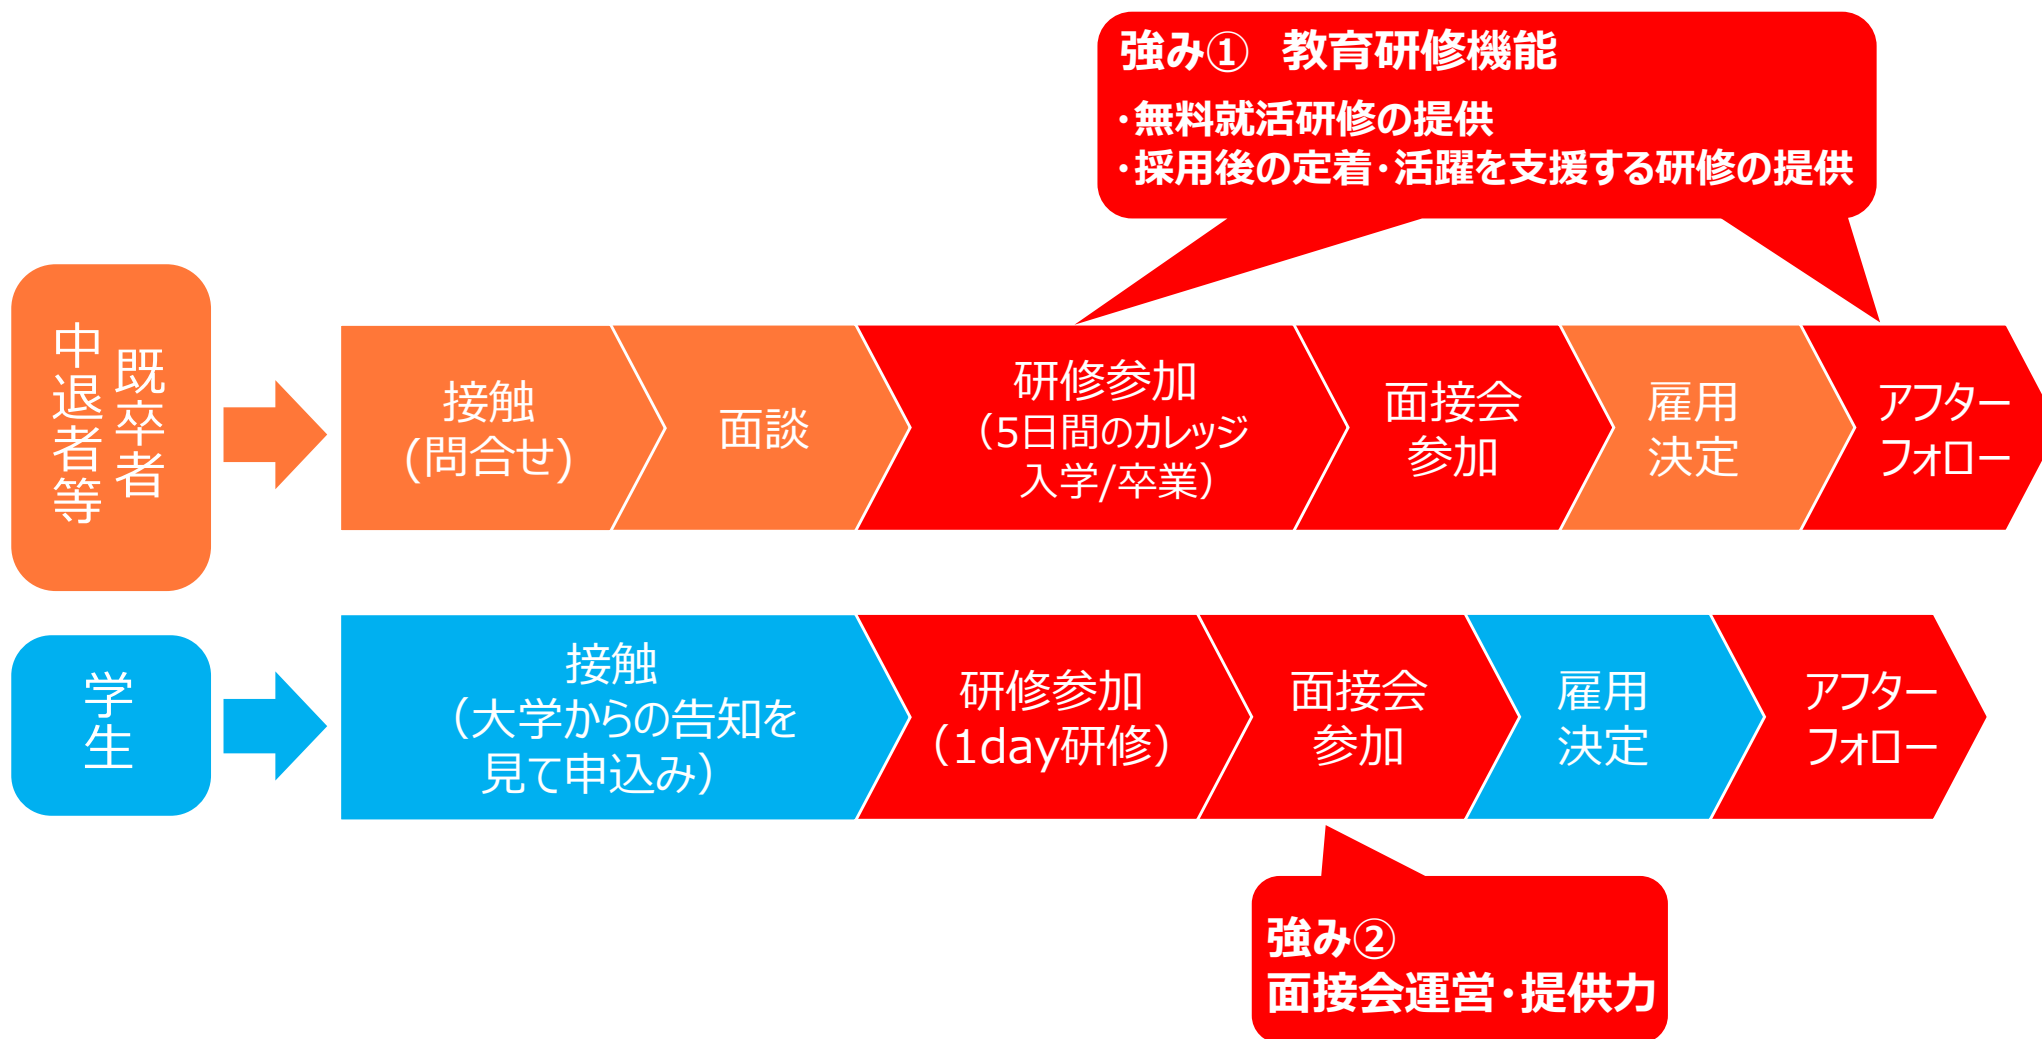 強み① 教育研修機能
・無料就活研修の提供
・採用後の定着・活躍を支援する研修の提供
既卒者
中退者等
接触
(問合せ)
面談
研修参加
（5日間のカレッジ
入学/卒業）
面接会
参加
雇用
決定
アフター
フォロー
学生
接触
（大学からの告知を
見て申込み）
研修参加
（1day研修）
面接会
参加
雇用
決定
アフター
フォロー
強み②
面接会運営・提供力